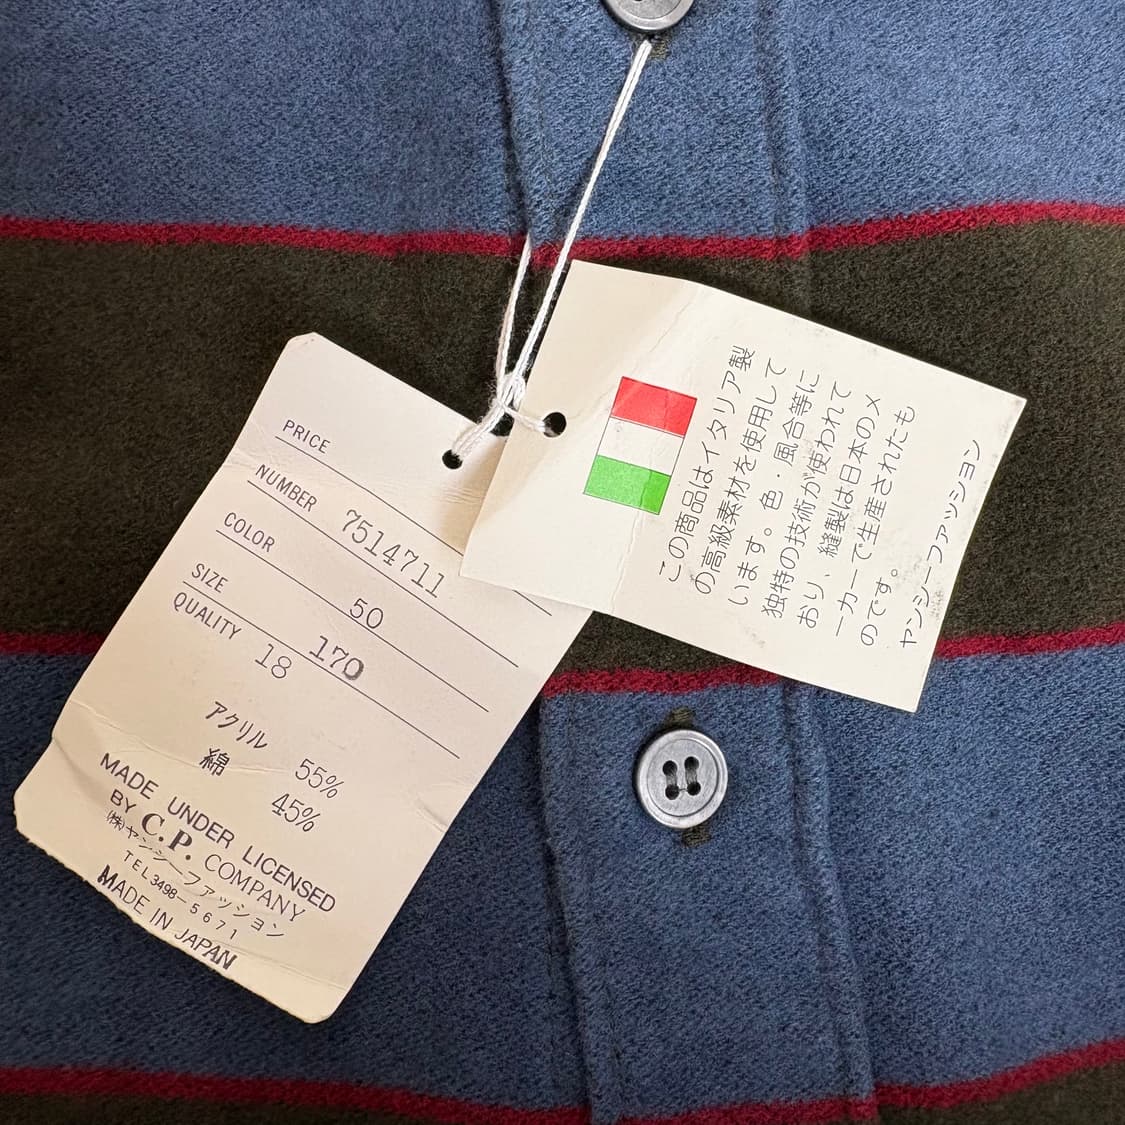 PRICE
NUMBER 7514711
COLOR 50
SIZE 170
QUALITY 18
アクリル 55%
綿 45%
MADE UNDER LICENSED
BY C.P. COMPANY
㈱ヤンシーファッション
TEL3498-5671
MADE IN JAPAN
この商品はイタリア製
の高級素材を使用して
います。色・風合等に
独特の技術が使われて
おり、縫製は日本のメ
ーカーで生産されたも
のです。
ヤンシーファッション